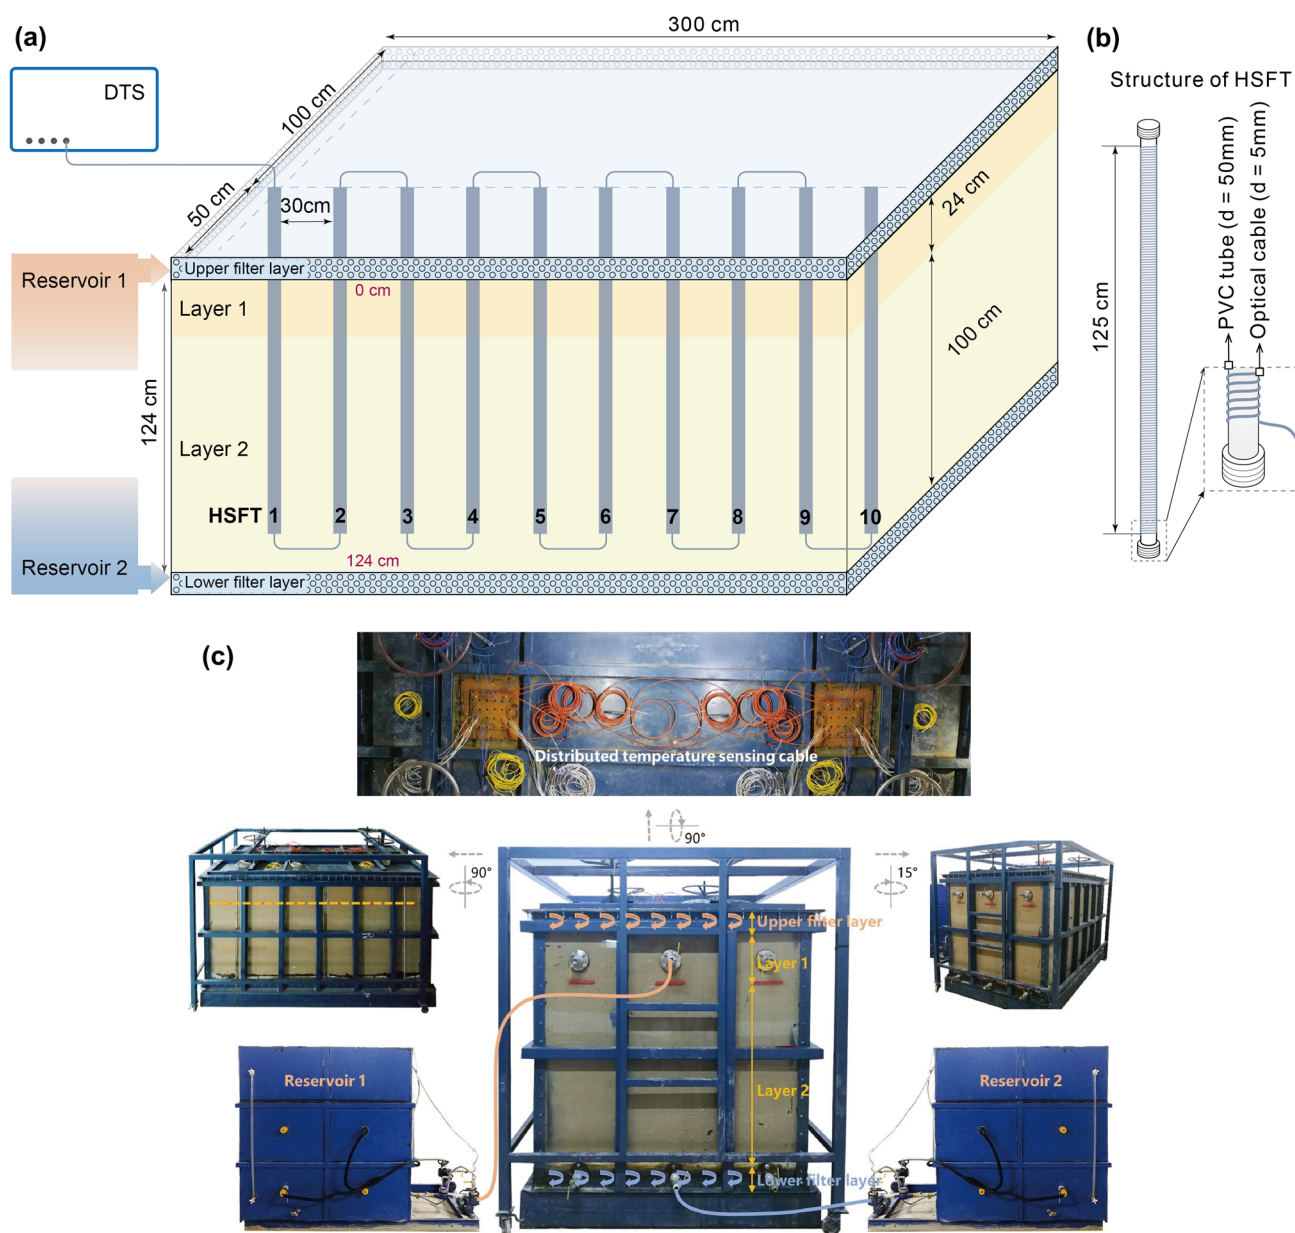 (a)
300 cm
(b)
DTS
100 cm
50 cm
30cm
24 cm
Structure of HSFT
125 cm
PVC tube (d = 50mm)
Optical cable (d = 5mm)
Reservoir 1
Upper filter layer
0 cm
Layer 1
100 cm
124 cm
Layer 2
HSFT 1 2 3 4 5 6 7 8 9 10
124 cm
Reservoir 2
Lower filter layer
(c)
Distributed temperature sensing cable
90°
90°
15°
Upper filter layer
Layer 1
Reservoir 1
Layer 2
Reservoir 2
Lower filter layer